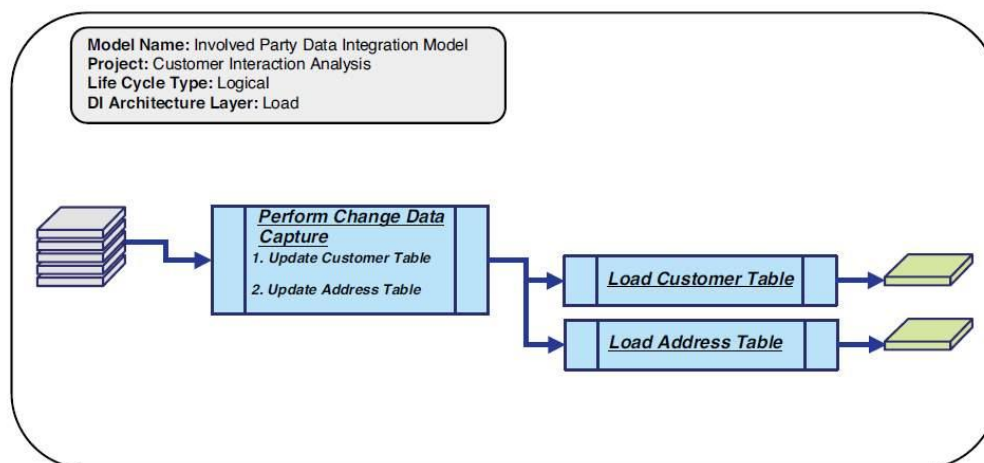 Model Name: Involved Party Data Integration Model
Project: Customer Interaction Analysis
Life Cycle Type: Logical
DI Architecture Layer: Load
Perform Change Data
Capture
1. Update Customer Table
2. Update Address Table
Load Customer Table
Load Address Table